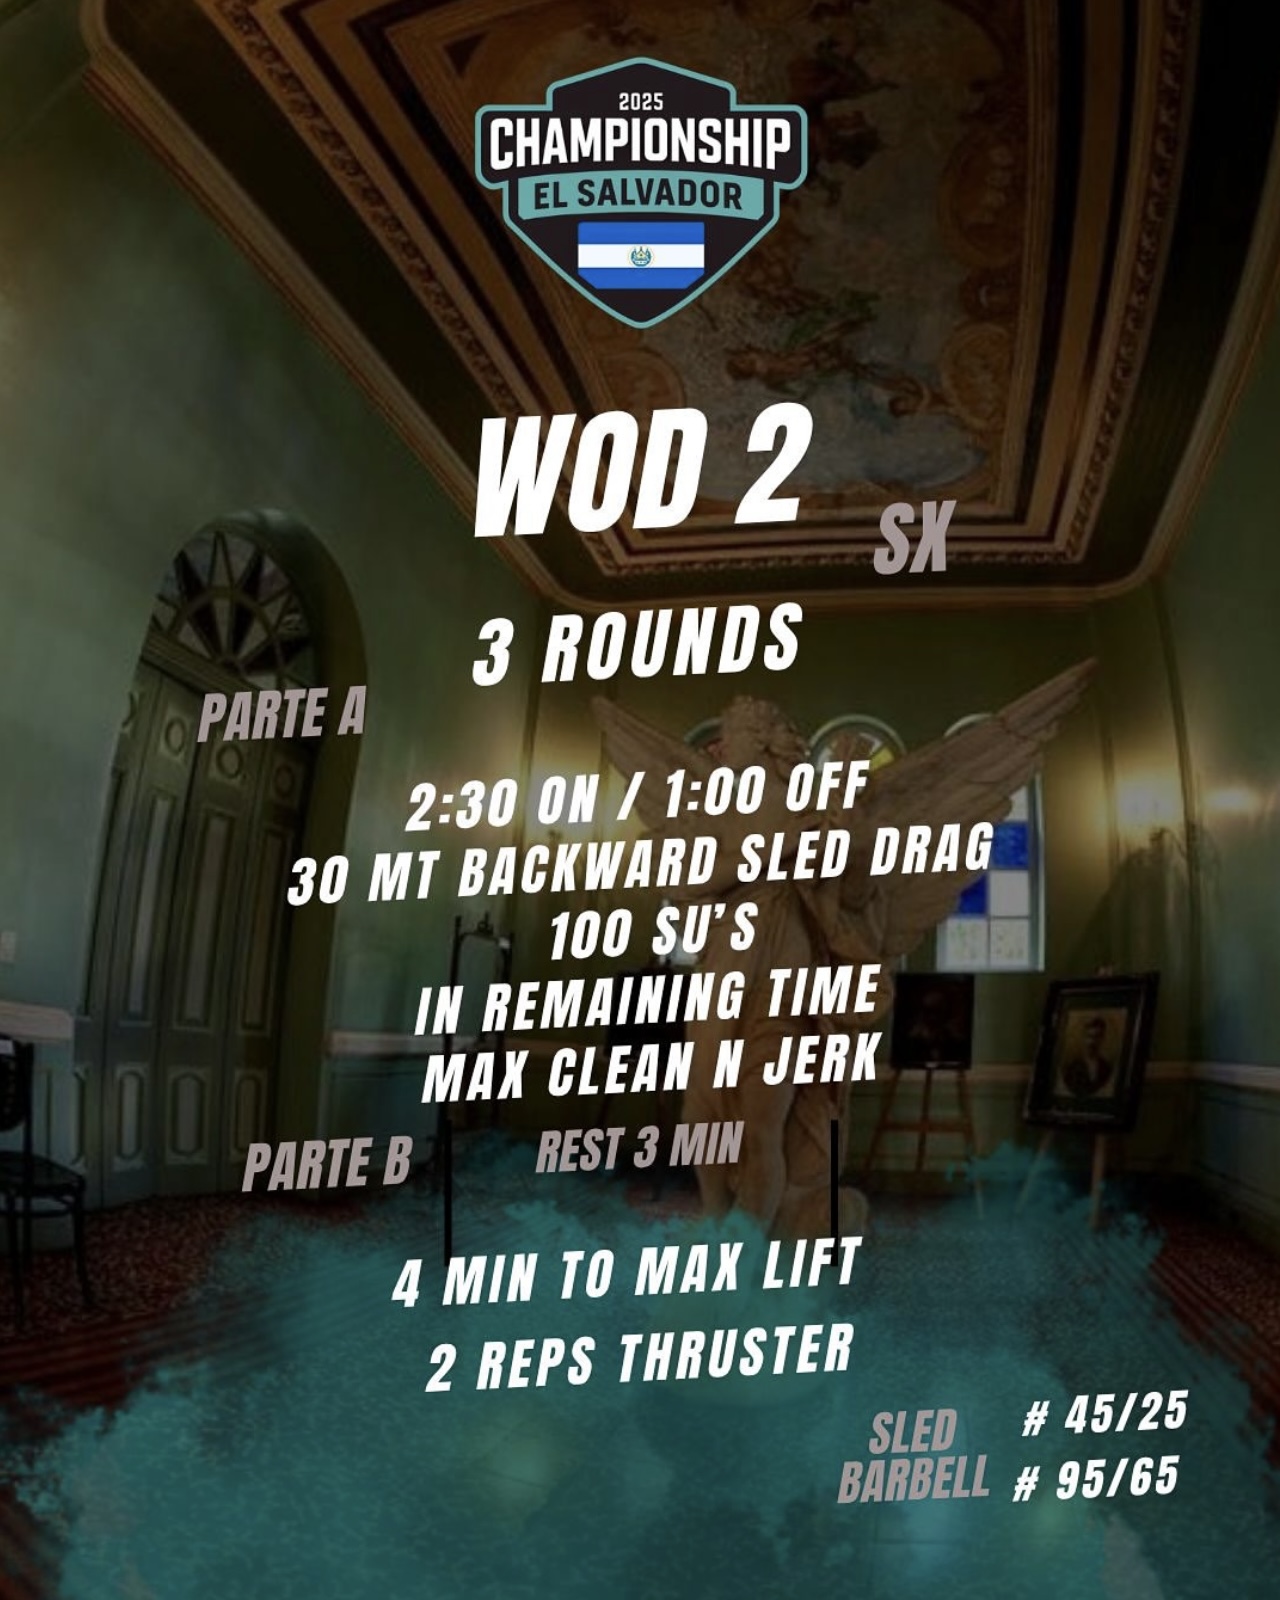 2025
CHAMPIONSHIP
EL SALVADOR
WOD 2
SX
3 ROUNDS
PARTE A
2:30 ON / 1:00 OFF
30 MT BACKWARD SLED DRAG
100 SU'S
IN REMAINING TIME
MAX CLEAN N JERK
PARTE B
REST 3 MIN
4 MIN TO MAX LIFT
2 REPS THRUSTER
SLED # 45/25
BARBELL # 95/65